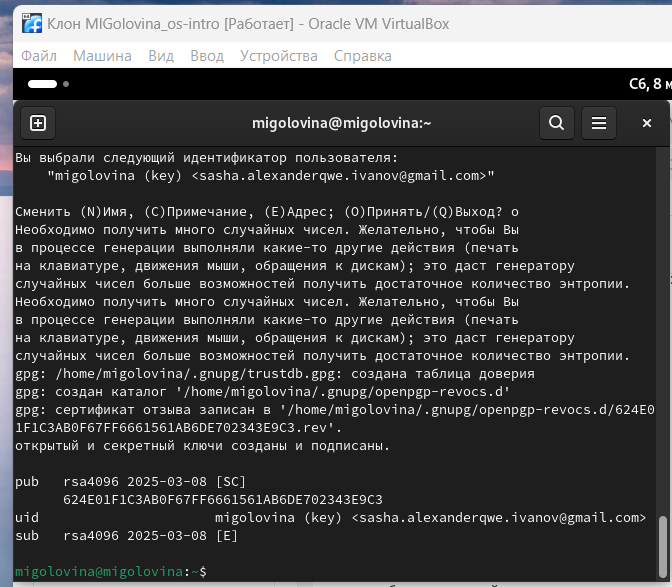 Клон MIGolovina_os-intro [Работает] - Oracle VM VirtualBox
Файл Машина Вид Ввод Устройства Справка
Сб, 8 м
migolovina@migolovina:~
Вы выбрали следующий идентификатор пользователя:
"migolovina (key) <sasha.alexanderqwe.ivanov@gmail.com>"
Сменить (N)Имя, (C)Примечание, (E)Адрес; (O)Принять/(Q)Выход? o
Необходимо получить много случайных чисел. Желательно, чтобы Вы
в процессе генерации выполняли какие-то другие действия (печать
на клавиатуре, движения мыши, обращения к дискам); это даст генератору
случайных чисел больше возможностей получить достаточное количество энтропии.
Необходимо получить много случайных чисел. Желательно, чтобы Вы
в процессе генерации выполняли какие-то другие действия (печать
на клавиатуре, движения мыши, обращения к дискам); это даст генератору
случайных чисел больше возможностей получить достаточное количество энтропии.
gpg: /home/migolovina/.gnupg/trustdb.gpg: создана таблица доверия
gpg: создан каталог '/home/migolovina/.gnupg/openpgp-revocs.d'
gpg: сертификат отзыва записан в '/home/migolovina/.gnupg/openpgp-revocs.d/624E0
1F1C3AB0F67FF6661561AB6DE702343E9C3.rev'.
открытый и секретный ключи созданы и подписаны.
pub rsa4096 2025-03-08 [SC]
624E01F1C3AB0F67FF6661561AB6DE702343E9C3
uid migolovina (key) <sasha.alexanderqwe.ivanov@gmail.com>
sub rsa4096 2025-03-08 [E]
migolovina@migolovina:~$